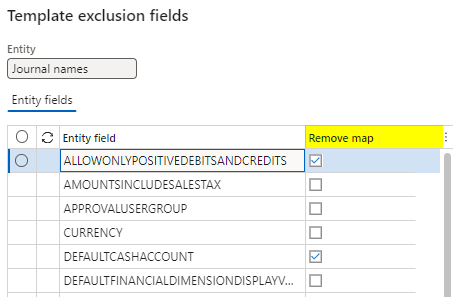 Template exclusion fields
Entity
Journal names
Entity fields
Entity field Remove map
ALLOWONLYPOSITIVEDEBITSANDCREDITS
AMOUNTSINCLUDESALESTAX
APPROVALUSERGROUP
CURRENCY
DEFAULTCASHACCOUNT
DEFAULTFINANCIALDIMENSIONDISPLAYV...